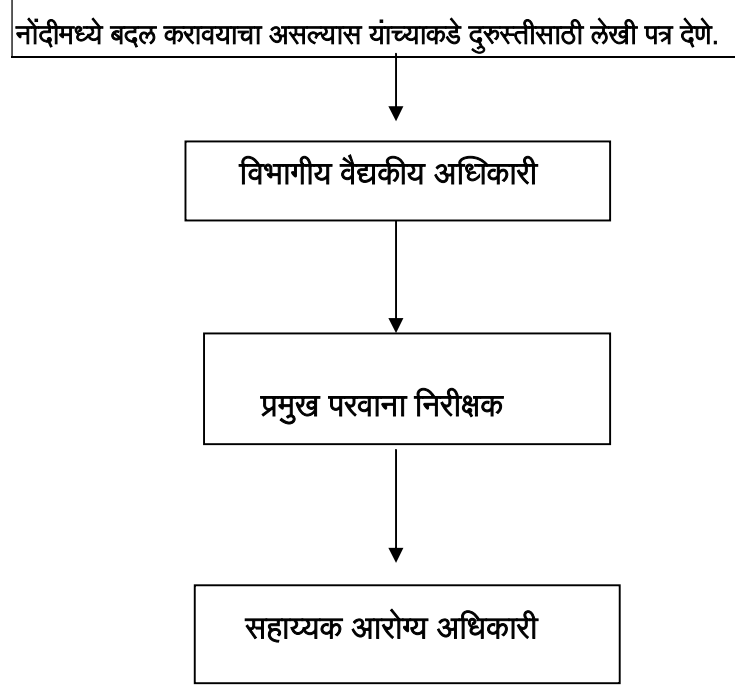 नोंदीमध्ये बदल करावयाचा असल्यास यांच्याकडे दुरुस्तीसाठी लेखी पत्र देणे.
विभागीय वैद्यकीय अधिकारी
प्रमुख परवाना निरीक्षक
सहाय्यक आरोग्य अधिकारी